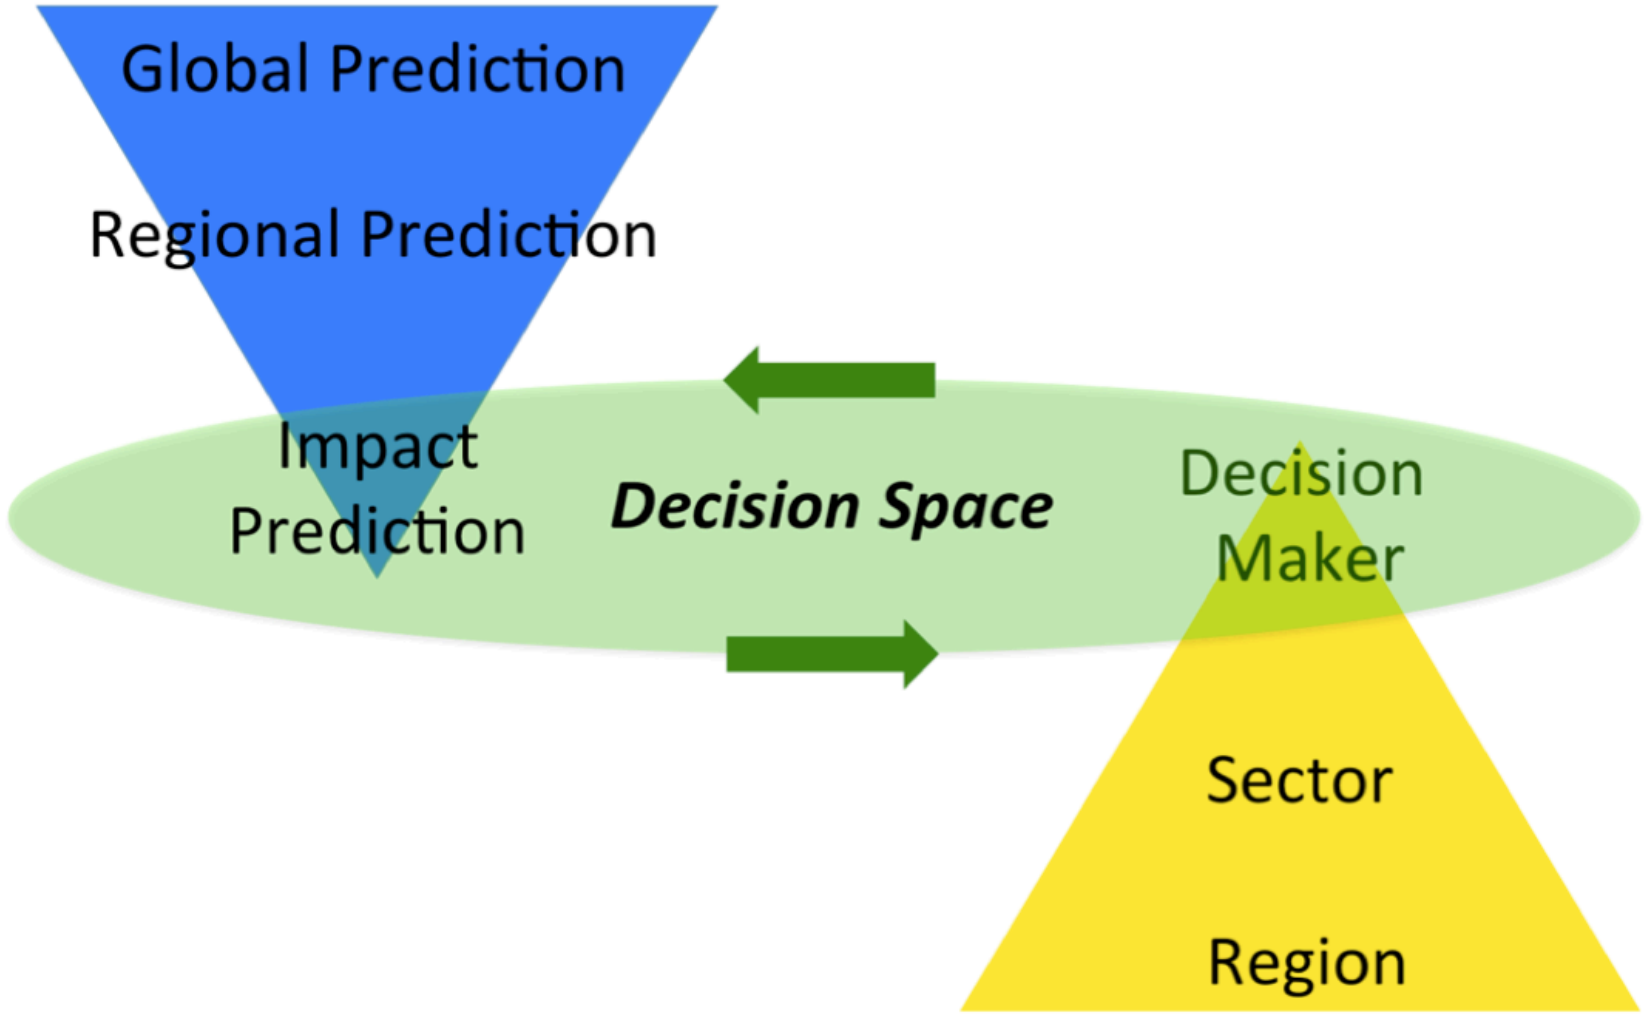 Global Prediction
Regional Prediction
Impact
Prediction
Decision Space
Decision
Maker
Sector
Region